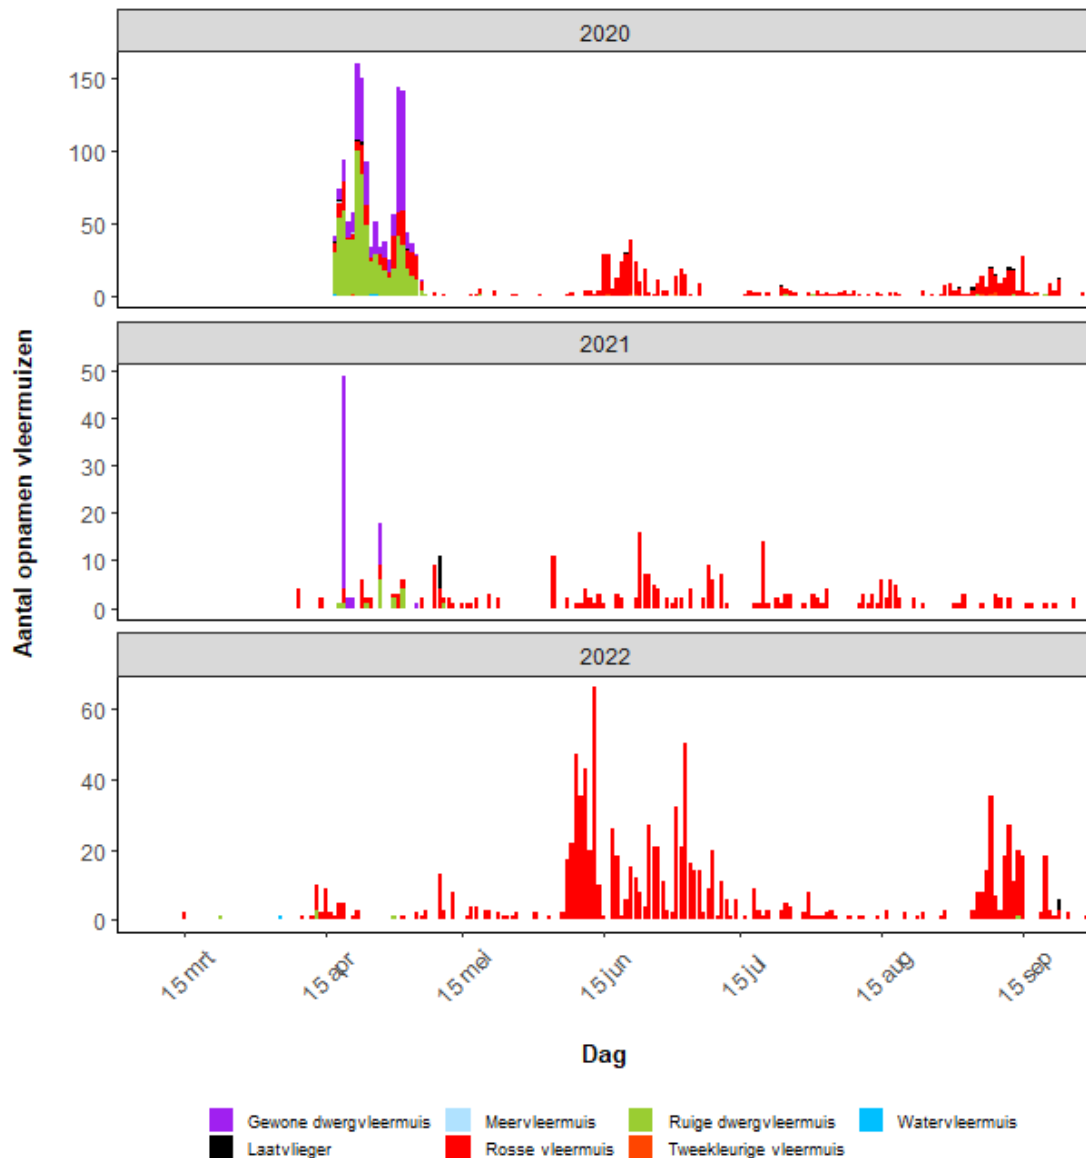 2020
150
100
50
0
2021
50
40
30
20
10
0
2022
60
40
20
0
Aantal opnamen vleermuizen
15 mrt
15 apr
15 mei
15 jun
15 jul
15 aug
15 sep
Dag
Gewone dwergvleermuis Meervleermuis Ruige dwergvleermuis Watervleermuis
Laatvlieger Rosse vleermuis Tweekleurige vleermuis